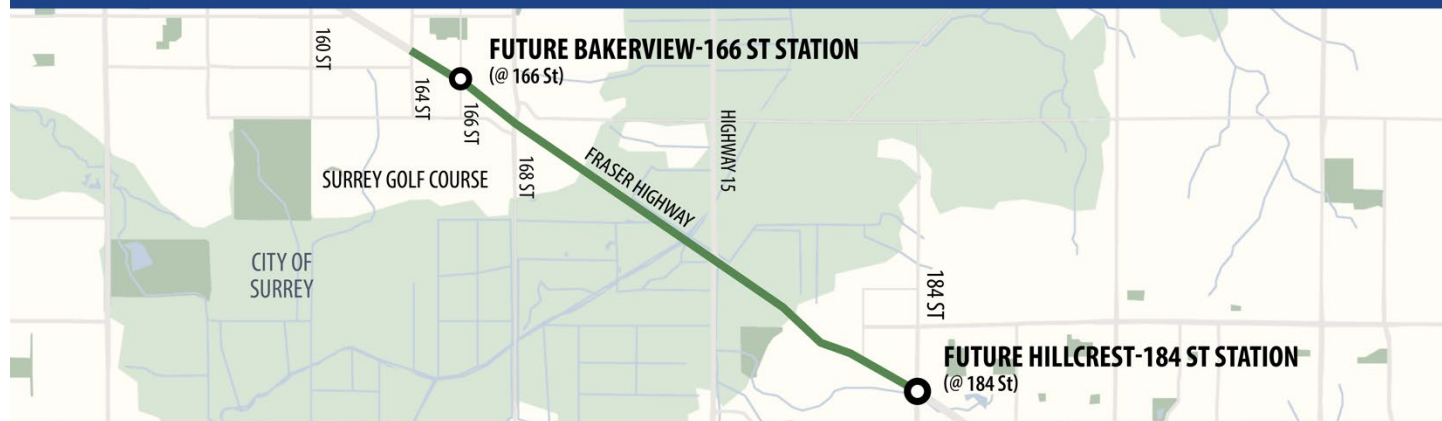 160 ST
FUTURE BAKERVIEW-166 ST STATION
(@ 166 St)
164 ST
166 ST
HIGHWAY 15
SURREY GOLF COURSE
168 ST
FRASER HIGHWAY
CITY OF
SURREY
184 ST
FUTURE HILLCREST-184 ST STATION
(@ 184 St)